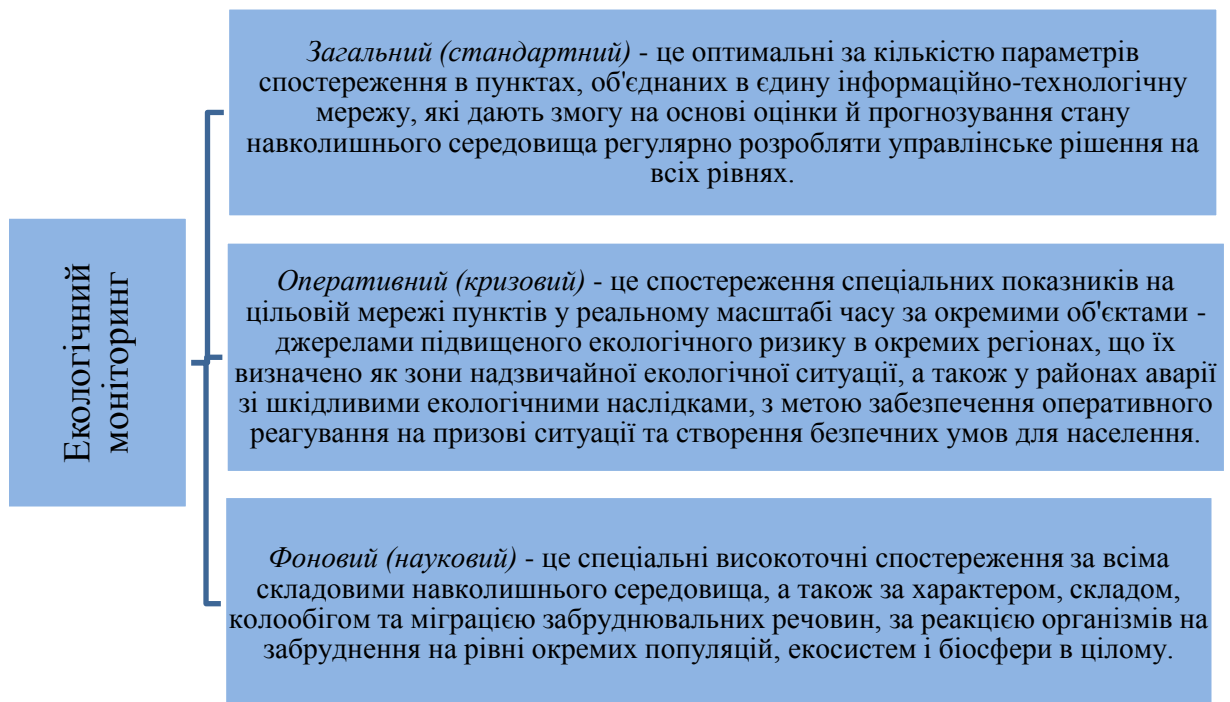 Екологічний
моніторинг
Загальний (стандартний) - це оптимальні за кількістю параметрів
спостереження в пунктах, об'єднаних в єдину інформаційно-технологічну
мережу, які дають змогу на основі оцінки й прогнозування стану
навколишнього середовища регулярно розробляти управлінське рішення на
всіх рівнях.
Оперативний (кризовий) - це спостереження спеціальних показників на
цільовій мережі пунктів у реальному масштабі часу за окремими об'єктами -
джерелами підвищеного екологічного ризику в окремих регіонах, що їх
визначено як зони надзвичайної екологічної ситуації, а також у районах аварії
зі шкідливими екологічними наслідками, з метою забезпечення оперативного
реагування на призові ситуації та створення безпечних умов для населення.
Фоновий (науковий) - це спеціальні високоточні спостереження за всіма
складовими навколишнього середовища, а також за характером, складом,
колообігом та міграцією забруднювальних речовин, за реакцією організмів на
забруднення на рівні окремих популяцій, екосистем і біосфери в цілому.